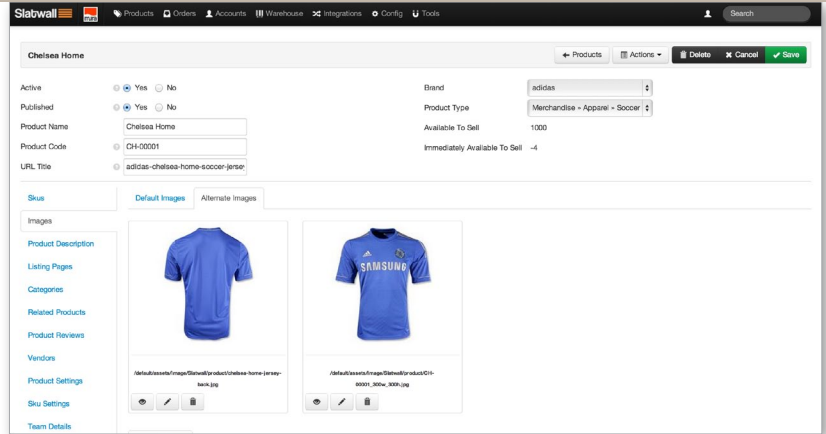 Slatwall mura Products Orders Accounts Warehouse Integrations Config Tools Search
Chelsea Home Products Actions Delete Cancel Save
Active Yes No Brand adidas
Published Yes No Product Type Merchandise » Apparel » Soccer
Product Name Chelsea Home Available To Sell 1000
Product Code CH-00001 Immediately Available To Sell -4
URL Title adidas-chelsea-home-soccer-jersey
Skus Default Images Alternate Images
Images
Product Description
Listing Pages
SAMSUNG
Categories
Related Products
Product Reviews
Vendors
Product Settings /default/assets/Image/Slatwall/product/chelsea-home-jersey- /default/assets/Image/Slatwall/product/CH-
back.jpg 00001_300w_300h.jpg
Sku Settings
Team Details